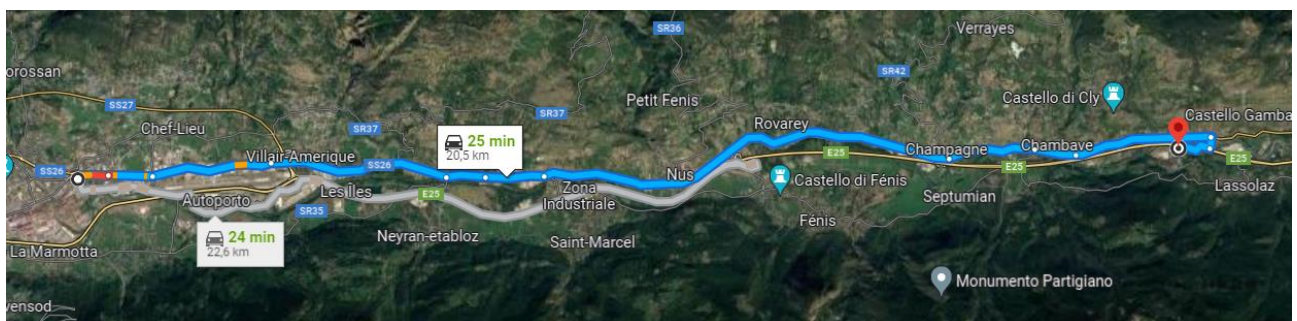 SR36
Verrayes
orossan
SR42
SS27
Petit Fenis
Castello di Cly
Castello Gamba
Chef-Lieu
SR37
SR37
Rovarey
25 min
20,5 km
Villair-Amerique
SS26
SS26
Champagne
Chambave
E25
E25
E25
Nus
Castello di Fénis
Lassolaz
Autoporto
Les Îles
E25
Zona
Industriale
Septumian
SR35
24 min
22,6 km
Neyran-etabloz
Saint-Marcel
Fénis
La Marmotta
Monumento Partigiano
vensod